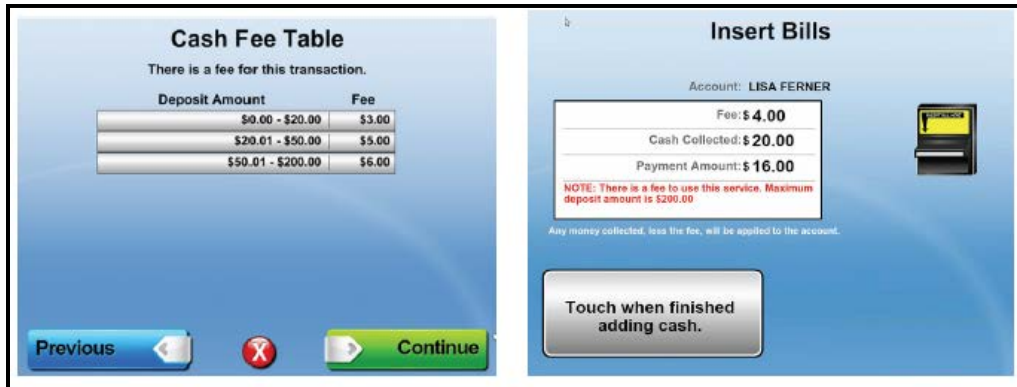 Cash Fee Table
There is a fee for this transaction.
Deposit Amount Fee
$0.00 - $20.00 $3.00
$20.01 - $50.00 $5.00
$50.01 - $200.00 $6.00
Previous
X
Continue
Insert Bills
Account: LISA FERNER
Fee:$ 4.00
Cash Collected:$ 20.00
Payment Amount:$ 16.00
NOTE: There is a fee to use this service. Maximum
deposit amount is $200.00
Any money collected, less the fee, will be applied to the account.
Touch when finished
adding cash.